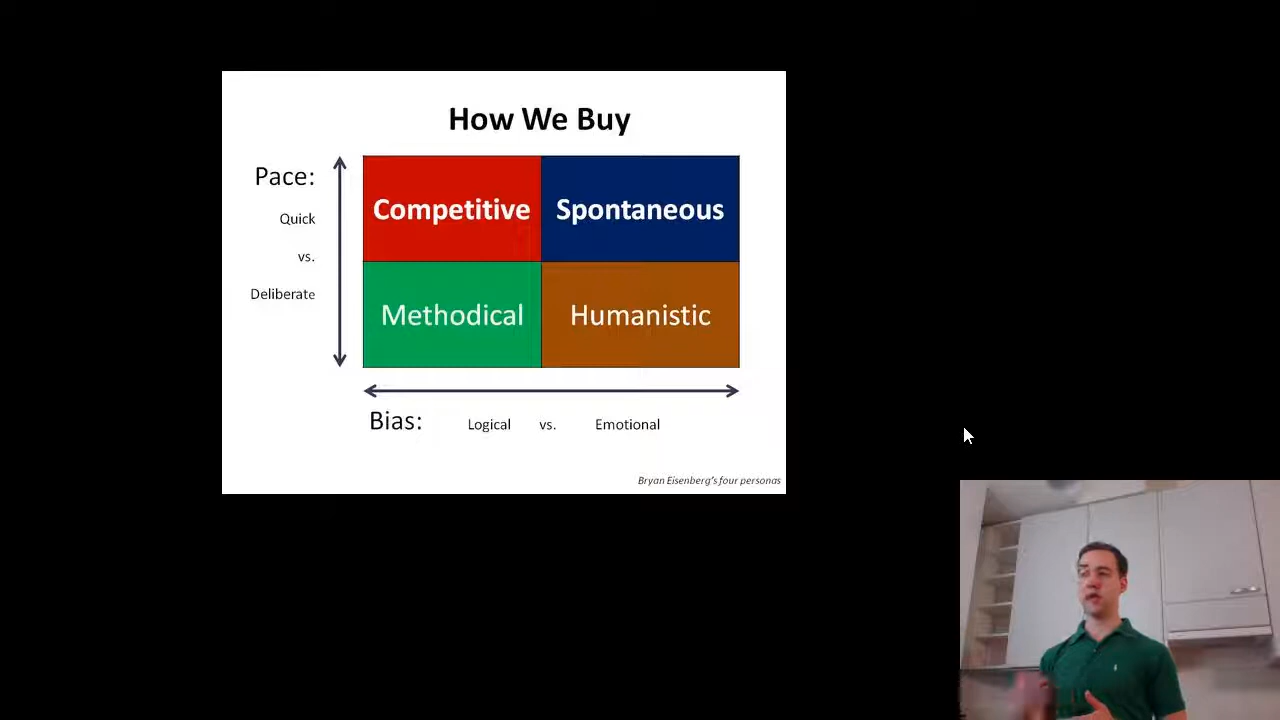 How We Buy
Pace:
Quick
vs.
Deliberate
Competitive
Spontaneous
Methodical
Humanistic
Bias: Logical vs. Emotional
Bryan Eisenberg's four personas